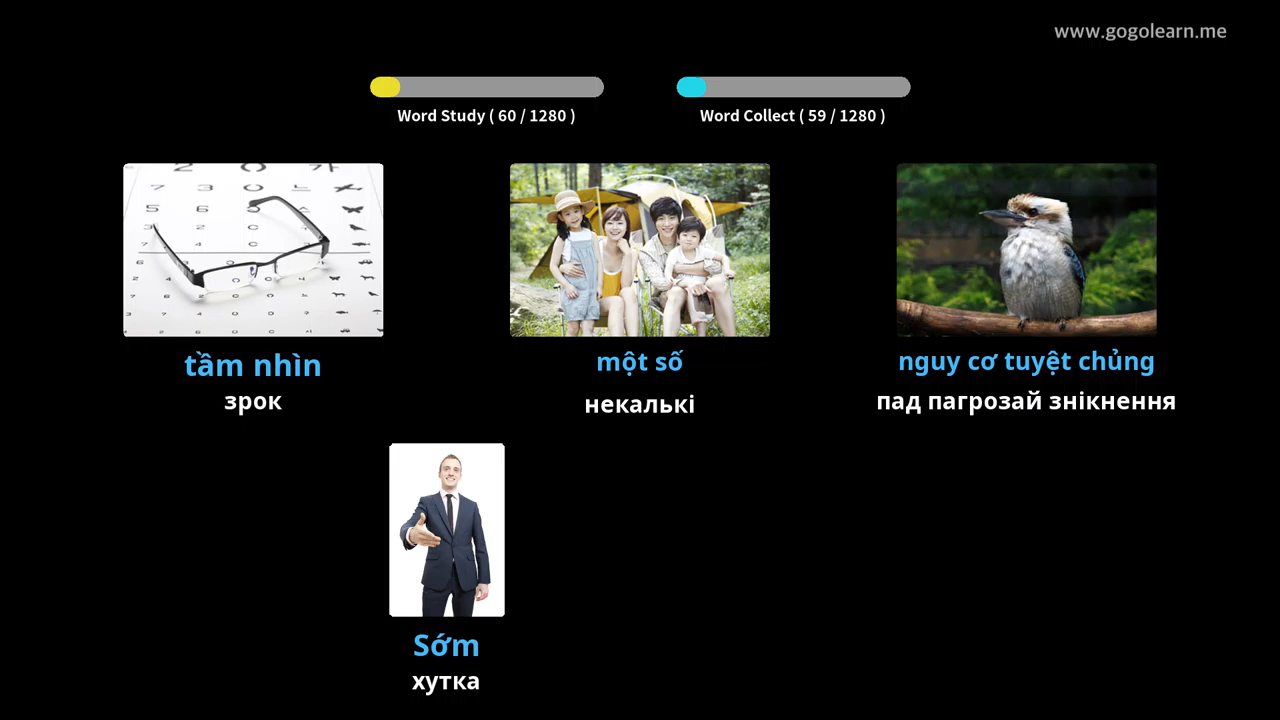 www.gogolearn.me
Word Study ( 60 / 1280 )
Word Collect ( 59 / 1280 )
tầm nhìn
зрок
một số
некалькі
nguy cơ tuyệt chủng
пад пагрозай знікнення
Sớm
хутка